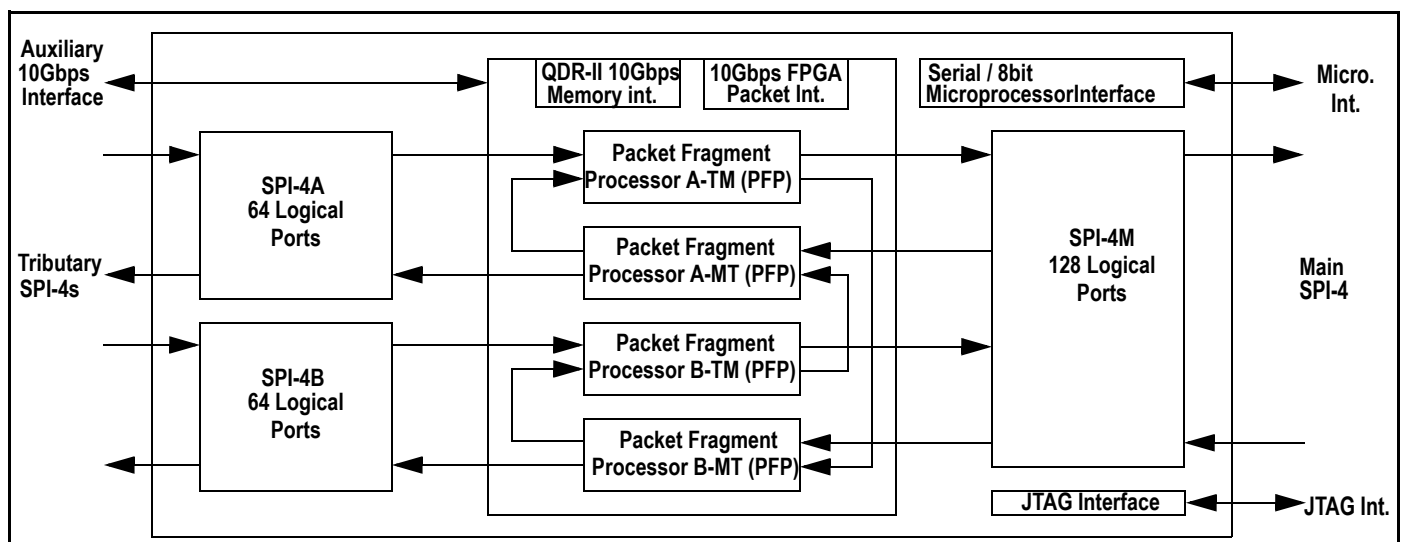 Auxiliary
10Gbps
Interface
QDR-II 10Gbps
Memory int.
10Gbps FPGA
Packet Int.
Serial / 8bit
MicroprocessorInterface
Micro.
Int.
SPI-4A
64 Logical
Ports
Packet Fragment
Processor A-TM (PFP)
Packet Fragment
Processor A-MT (PFP)
SPI-4M
128 Logical
Ports
Tributary
SPI-4s
Main
SPI-4
SPI-4B
64 Logical
Ports
Packet Fragment
Processor B-TM (PFP)
Packet Fragment
Processor B-MT (PFP)
JTAG Interface
JTAG Int.